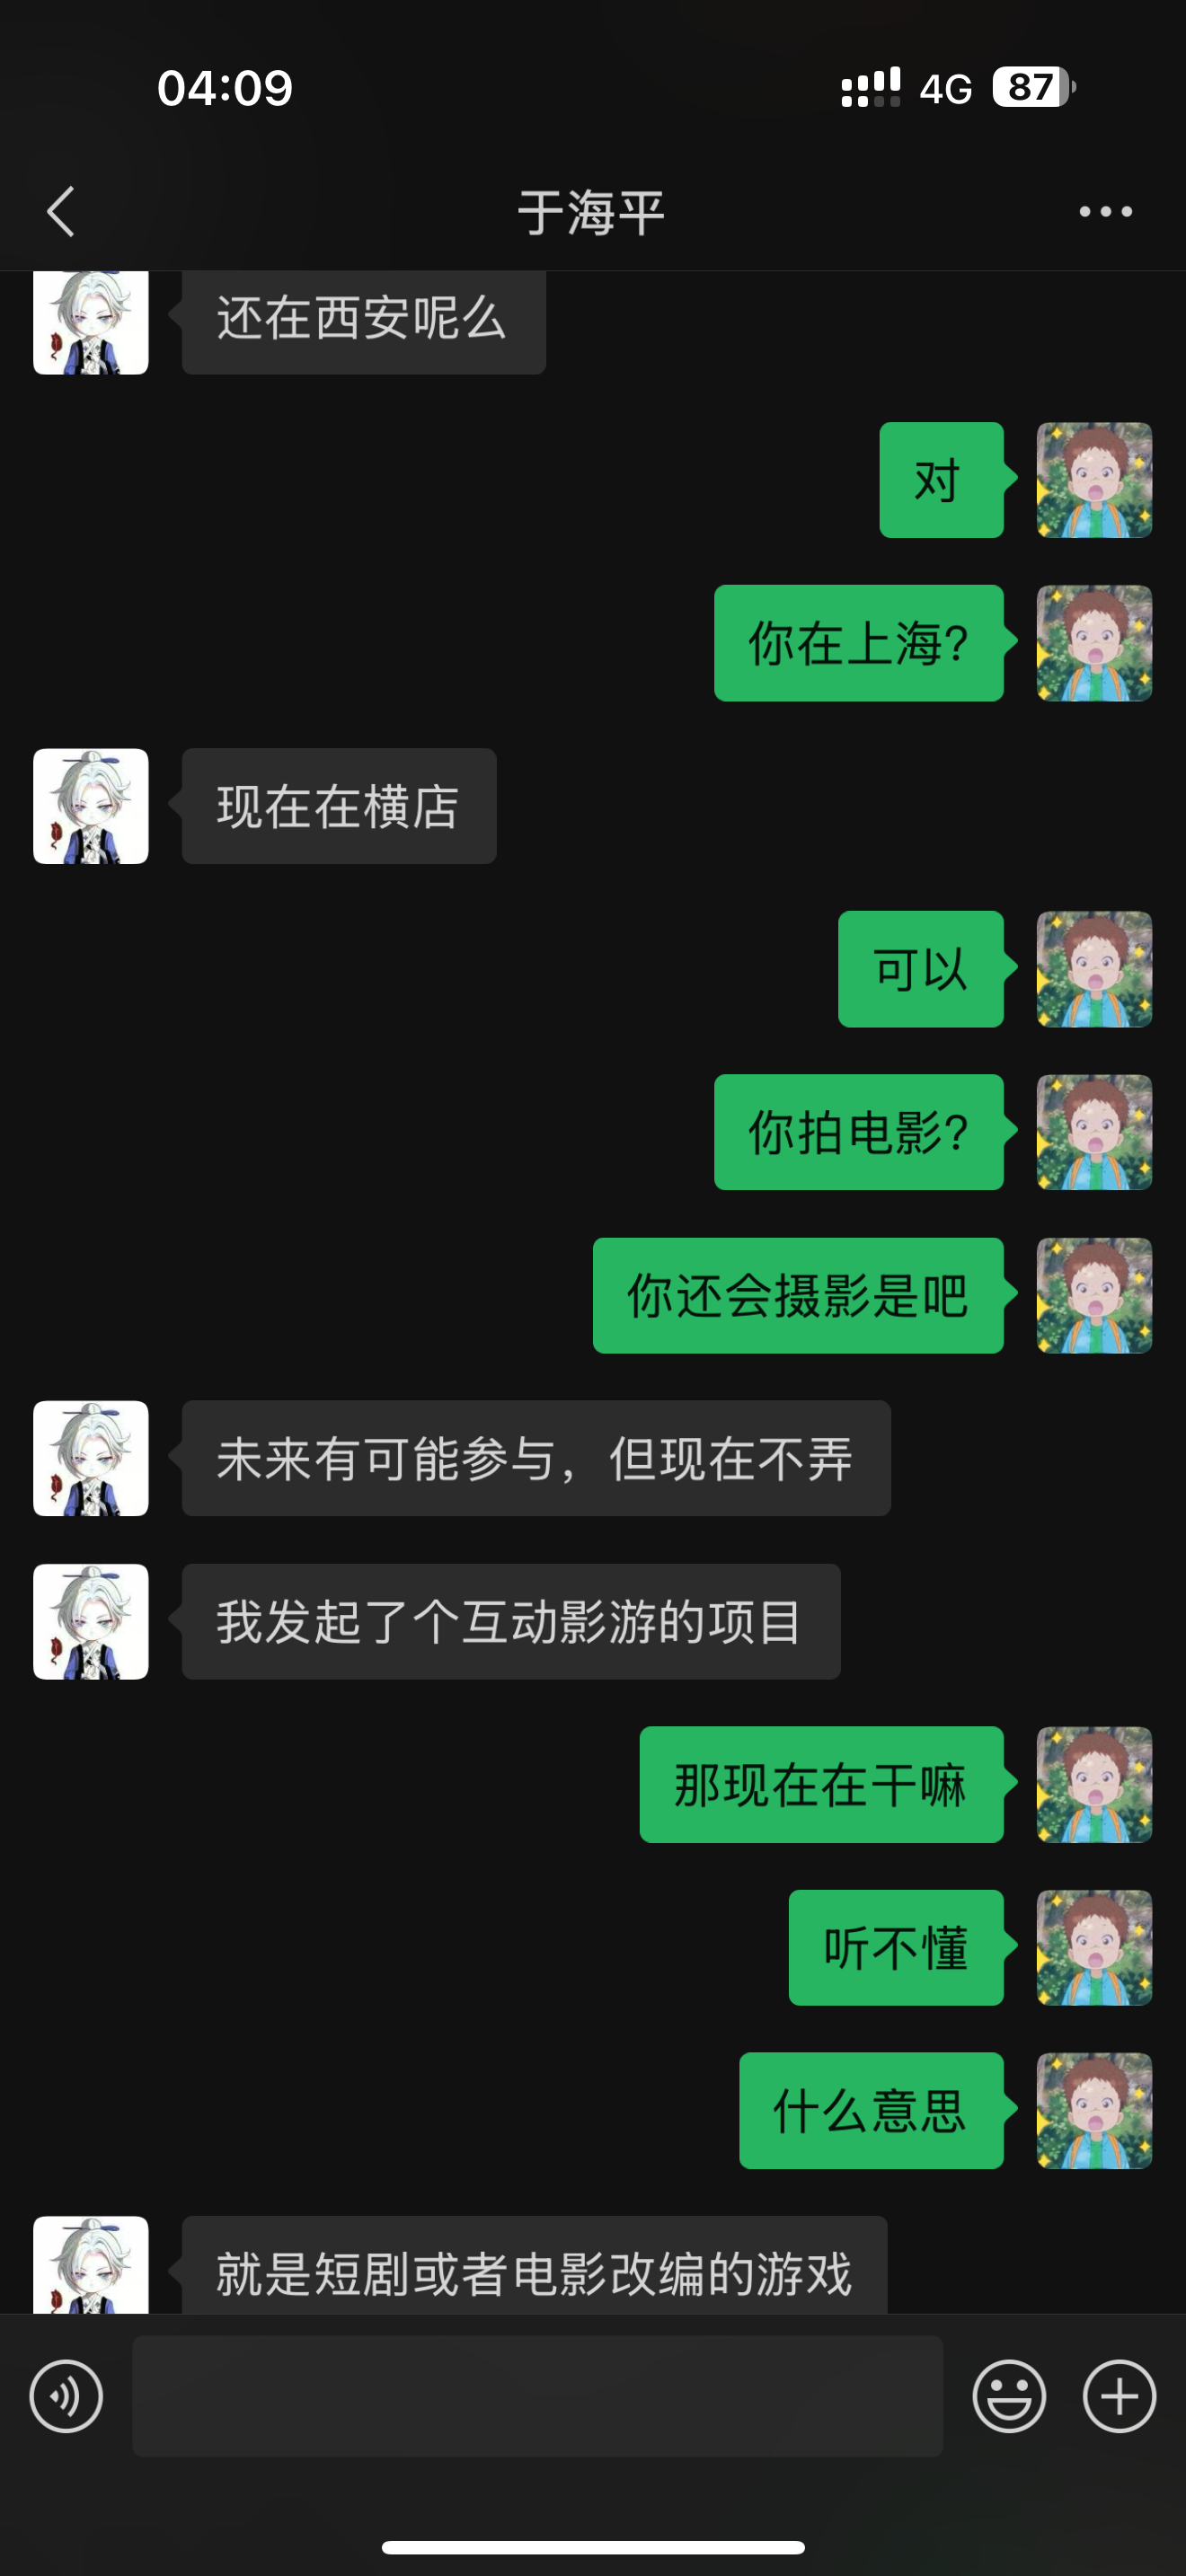 04:09
4G
87
于海平
还在西安呢么
对
你在上海?
现在在横店
可以
你拍电影?
你还会摄影是吧
未来有可能参与，但现在不弄
我发起了个互动影游的项目
那现在在干嘛
听不懂
什么意思
就是短剧或者电影改编的游戏